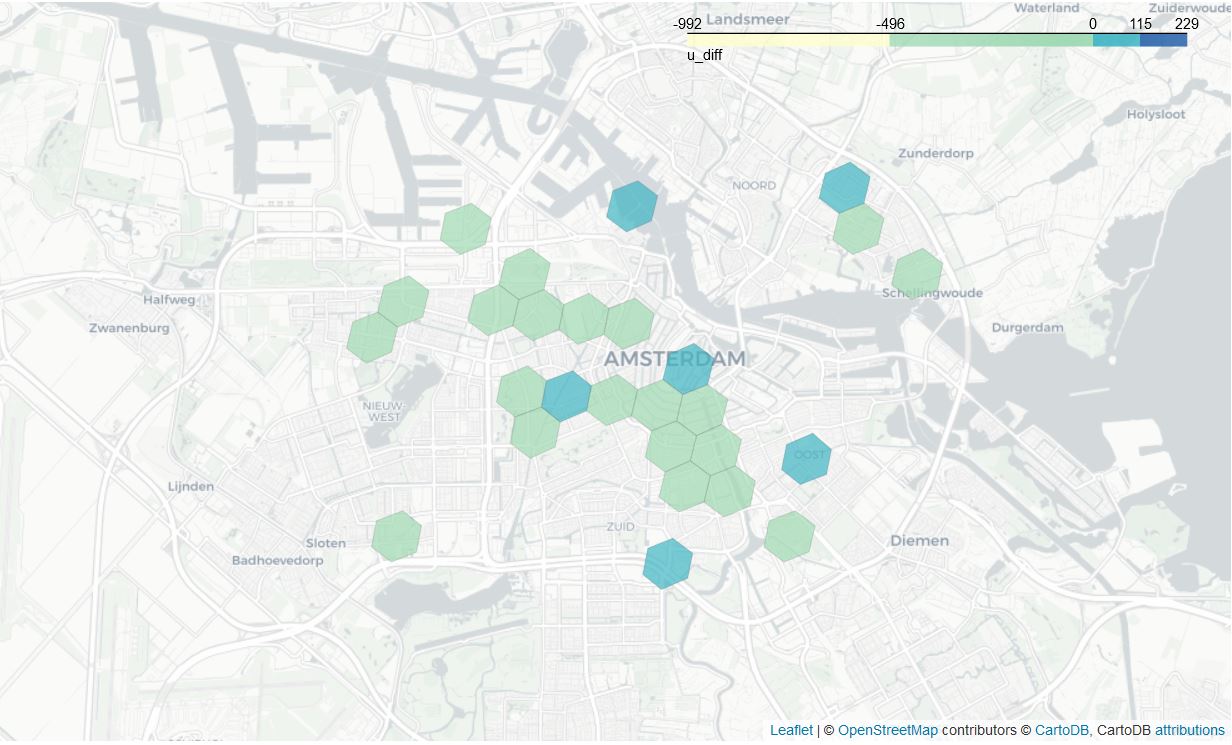 Waterland
Zuiderwoude
-992
-496
0
115
229
Landsmeer
u_diff
Holysloot
Zunderdorp
NOORD
Halfweg
Schellingwoude
Zwanenburg
Durgerdam
AMSTERDAM
NIEUW-
WEST
OOST
Lijnden
ZUID
Sloten
Diemen
Badhoevedorp
Leaflet | © OpenStreetMap contributors © CartoDB, CartoDB attributions